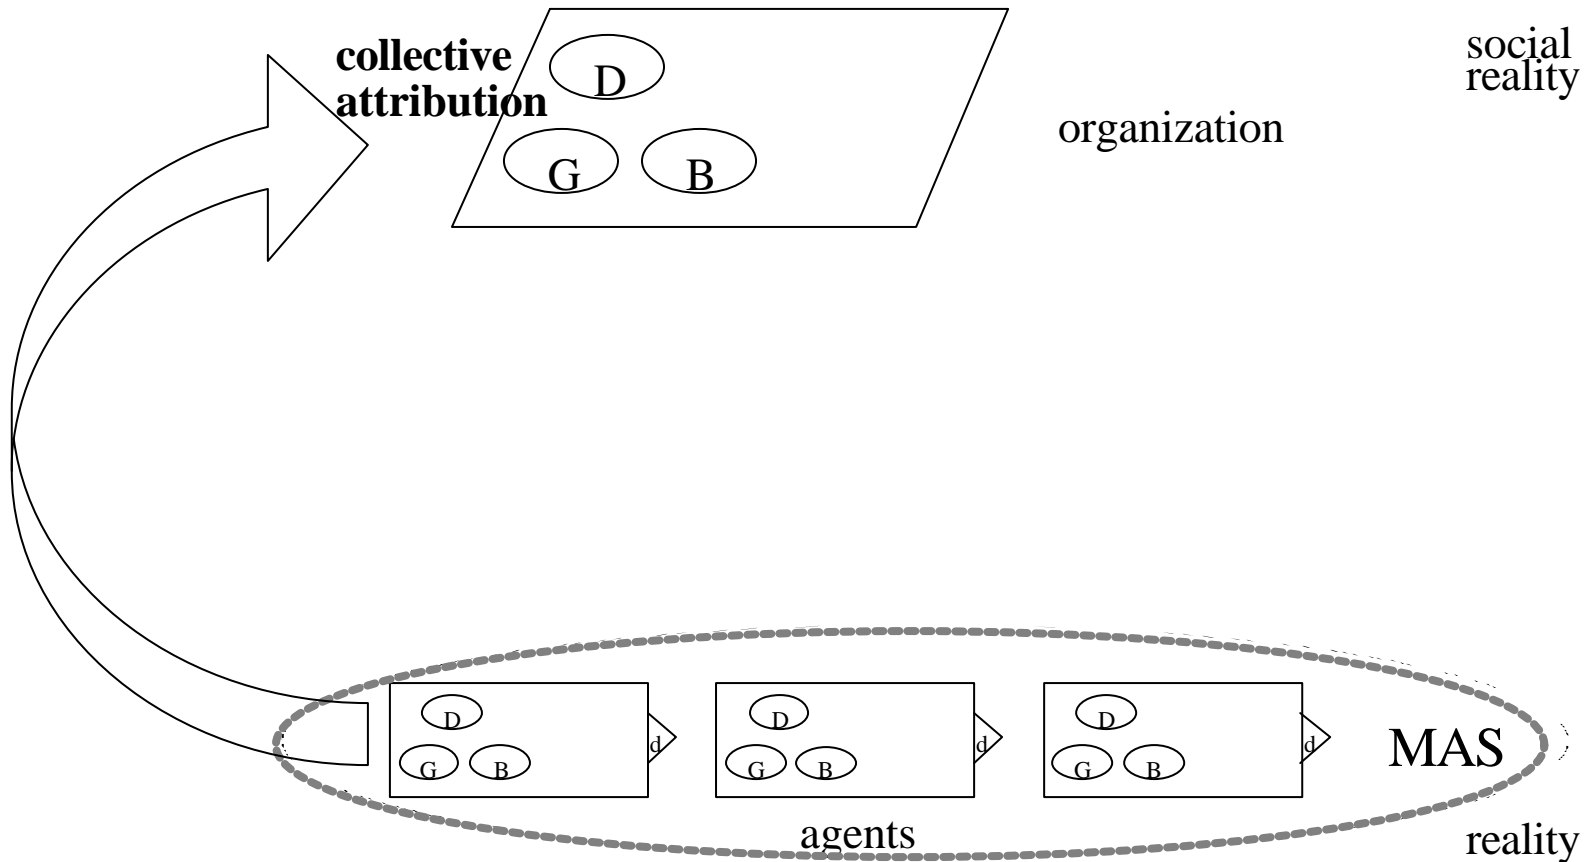 collective
attribution
social
reality
organization
D
G
B
D
G
B
d
D
G
B
d
D
G
B
d
MAS
agents
reality